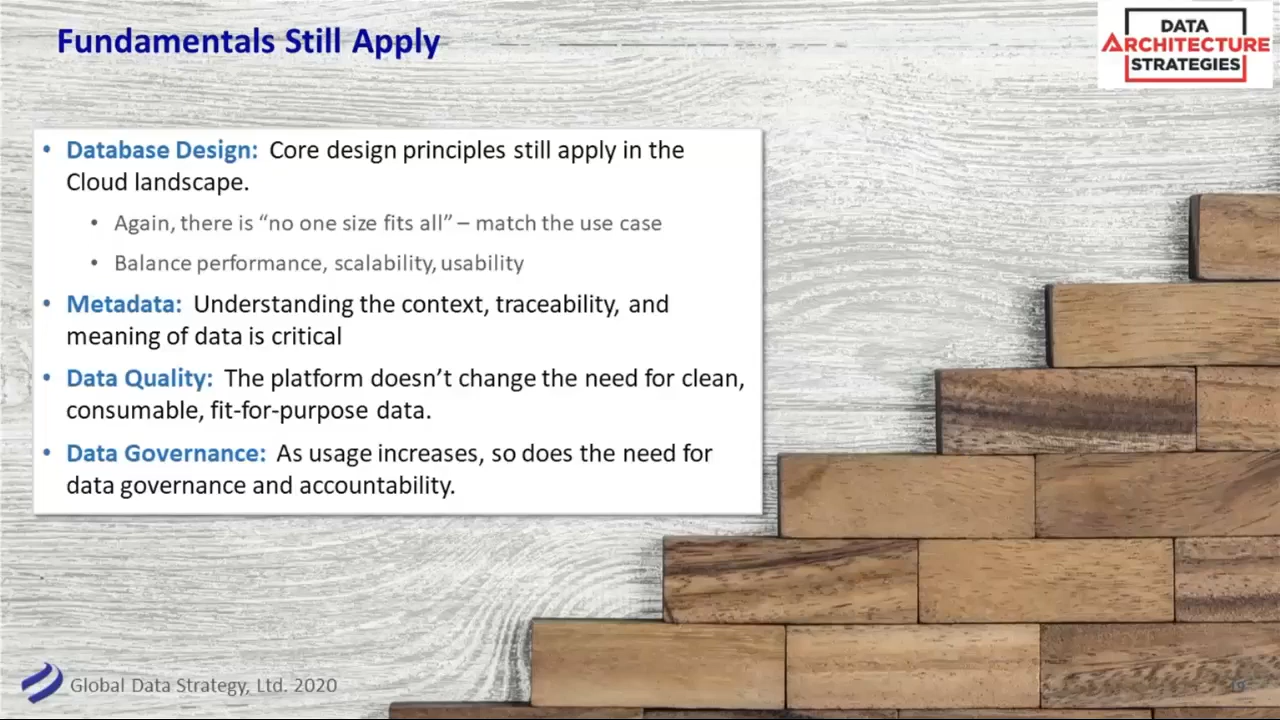 Fundamentals Still Apply
DATA
ARCHITECTURE
STRATEGIES
• Database Design: Core design principles still apply in the
Cloud landscape.
• Again, there is “no one size fits all” – match the use case
• Balance performance, scalability, usability
• Metadata: Understanding the context, traceability, and
meaning of data is critical
• Data Quality: The platform doesn’t change the need for clean,
consumable, fit-for-purpose data.
• Data Governance: As usage increases, so does the need for
data governance and accountability.
Global Data Strategy, Ltd. 2020